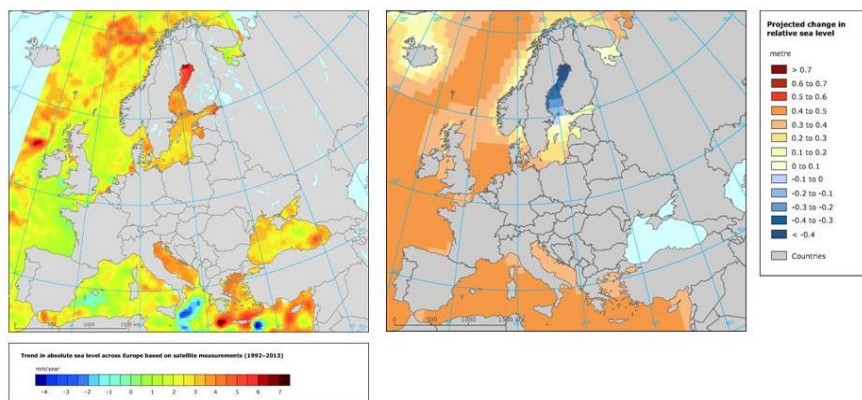 Projected change in
relative sea level
metre
> 0.7
0.6 to 0.7
0.5 to 0.6
0.4 to 0.5
0.3 to 0.4
0.2 to 0.3
0.1 to 0.2
0 to 0.1
-0.1 to 0
-0.2 to -0.1
-0.3 to -0.2
-0.4 to -0.3
< -0.4
Countries
Trend in absolute sea level across Europe based on satellite measurements (1992–2013)
mm/year
-4 -3 -2 -1 0 1 2 3 4 5 6 7